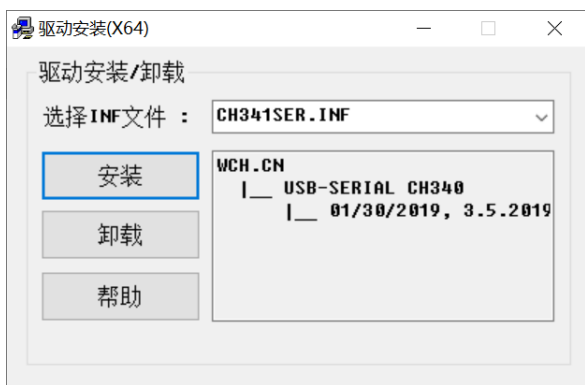 驱动安装(X64)
驱动安装/卸载
选择INF文件 : CH341SER.INF
安装
卸载
帮助
WCH.CN
|__ USB-SERIAL CH340
|__ 01/30/2019, 3.5.2019